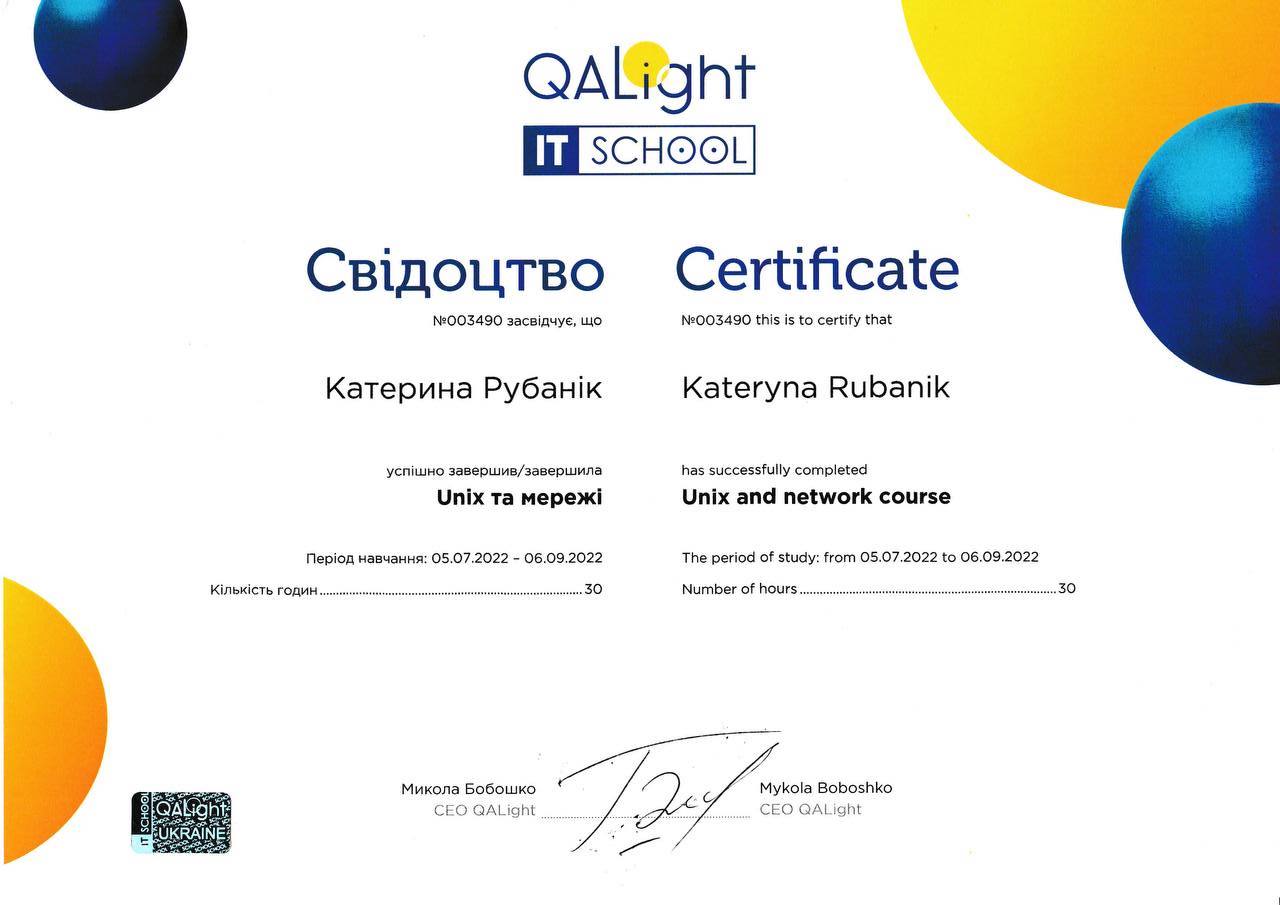 QALight
IT SCHOOL
Свідоцтво
№003490 засвідчує, що
Катерина Рубанік
успішно завершив/завершила
Unix та мережі
Період навчання: 05.07.2022 – 06.09.2022
Кількість годин 30
Certificate
№003490 this is to certify that
Kateryna Rubanik
has successfully completed
Unix and network course
The period of study: from 05.07.2022 to 06.09.2022
Number of hours 30
Микола Бобошко
CEO QALight
Mykola Boboshko
CEO QALight
IT SCHOOL
QALight
UKRAINE